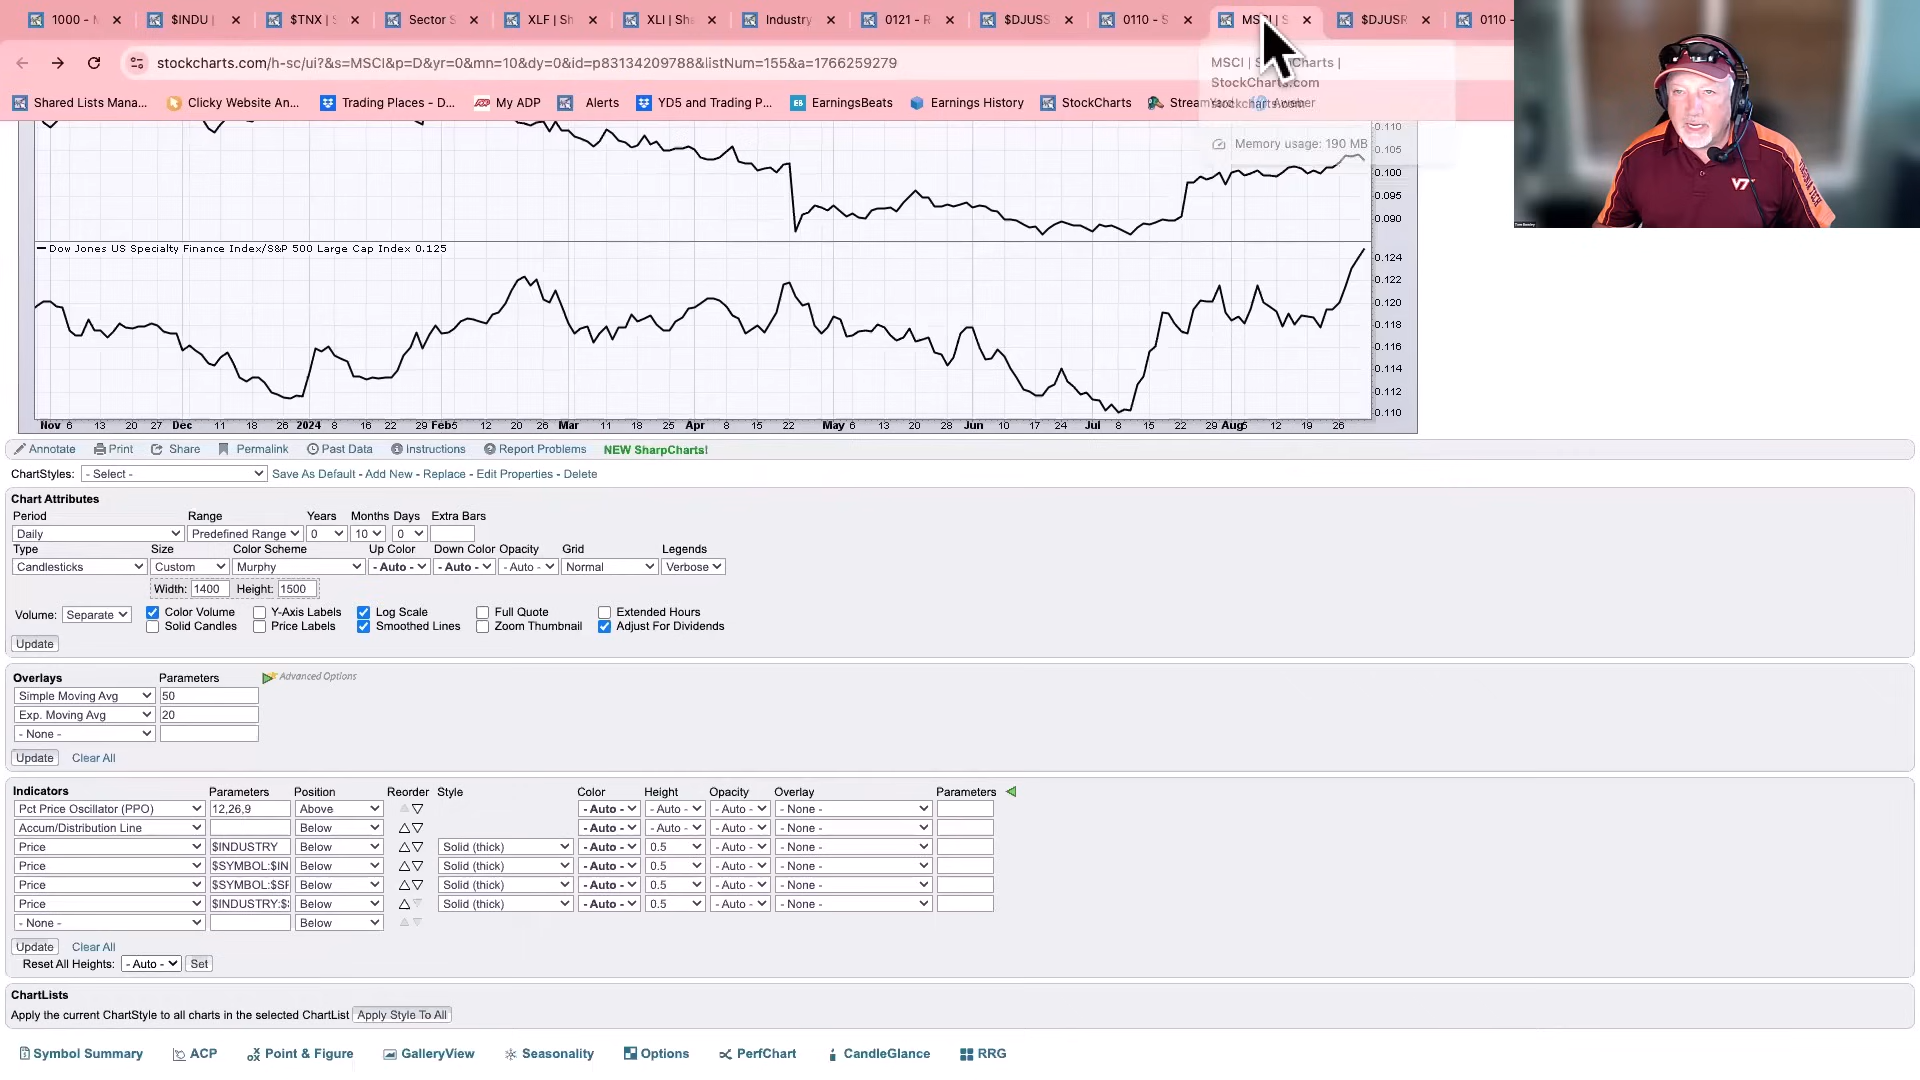 1000 - $INDU | $TNX | Sector S XLF | Sh XLI | Sha Industry 0121 - R $DJUSS 0110 - S MSCI | S $DJUSR 0110 -
stockcharts.com/h-sc/ui?&s=MSCI&p=D&yr=0&mn=10&dy=0&id=p83134209788&listNum=155&a=1766259279
MSCI | StockCharts |
StockCharts.com
stockcharts.com
Memory usage: 190 MB
Shared Lists Mana... Clicky Website An... Trading Places - D... My ADP Alerts YD5 and Trading P... EarningsBeats Earnings History StockCharts StreamYard Aweber
VT
0.110
0.105
0.100
0.095
0.090
Dow Jones US Specialty Finance Index/S&P 500 Large Cap Index 0.125
0.124
0.122
0.120
0.118
0.116
0.114
0.112
0.110
Nov 6 13 20 27 Dec 11 18 26 2024 8 16 22 Feb 5 12 20 26 Mar 11 18 25 Apr 8 15 22 May 6 13 20 28 Jun 10 17 24 Jul 8 15 22 29 Aug 5 12 19 26
Annotate Print Share Permalink Past Data Instructions Report Problems NEW SharpCharts!
ChartStyles: - Select - Save As Default - Add New - Replace - Edit Properties - Delete
Chart Attributes
Period Range Years Months Days Extra Bars
Daily Predefined Range 0 10 0
Type Size Color Scheme Up Color Down Color Opacity Grid Legends
Candlesticks Custom Murphy - Auto - - Auto - - Auto - Normal Verbose
Width: 1400 Height: 1500
Volume: Separate Color Volume Y-Axis Labels Log Scale Full Quote Extended Hours
Solid Candles Price Labels Smoothed Lines Zoom Thumbnail Adjust For Dividends
Update
Overlays Parameters Advanced Options
Simple Moving Avg 50
Exp. Moving Avg 20
- None -
Update Clear All
Indicators Parameters Position Reorder Style Color Height Opacity Overlay Parameters
Pct Price Oscillator (PPO) 12,26,9 Above - Auto - - Auto - - Auto - - None -
Accum/Distribution Line Below - Auto - - Auto - - Auto - - None -
Price $INDUSTRY Below Solid (thick) - Auto - 0.5 - Auto - - None -
Price $SYMBOL:$IN Below Solid (thick) - Auto - 0.5 - Auto - - None -
Price $SYMBOL:$SP Below Solid (thick) - Auto - 0.5 - Auto - - None -
Price $INDUSTRY:$ Below Solid (thick) - Auto - 0.5 - Auto - - None -
- None - Below
Update Clear All
Reset All Heights: - Auto - Set
ChartLists
Apply the current ChartStyle to all charts in the selected ChartList Apply Style To All
Symbol Summary ACP Point & Figure GalleryView Seasonality Options PerfChart CandleGlance RRG